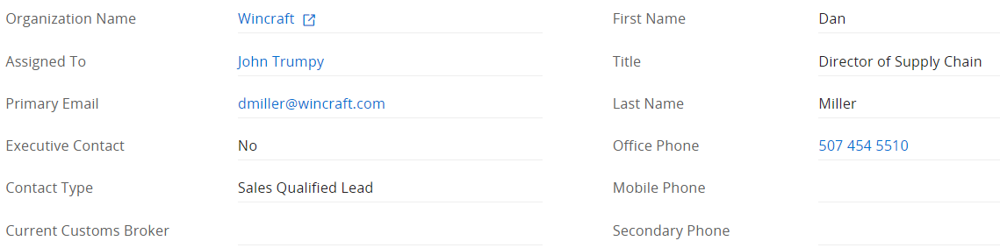 Organization Name Wincraft First Name Dan
Assigned To John Trumpy Title Director of Supply Chain
Primary Email dmiller@wincraft.com Last Name Miller
Executive Contact No Office Phone 507 454 5510
Contact Type Sales Qualified Lead Mobile Phone
Current Customs Broker Secondary Phone